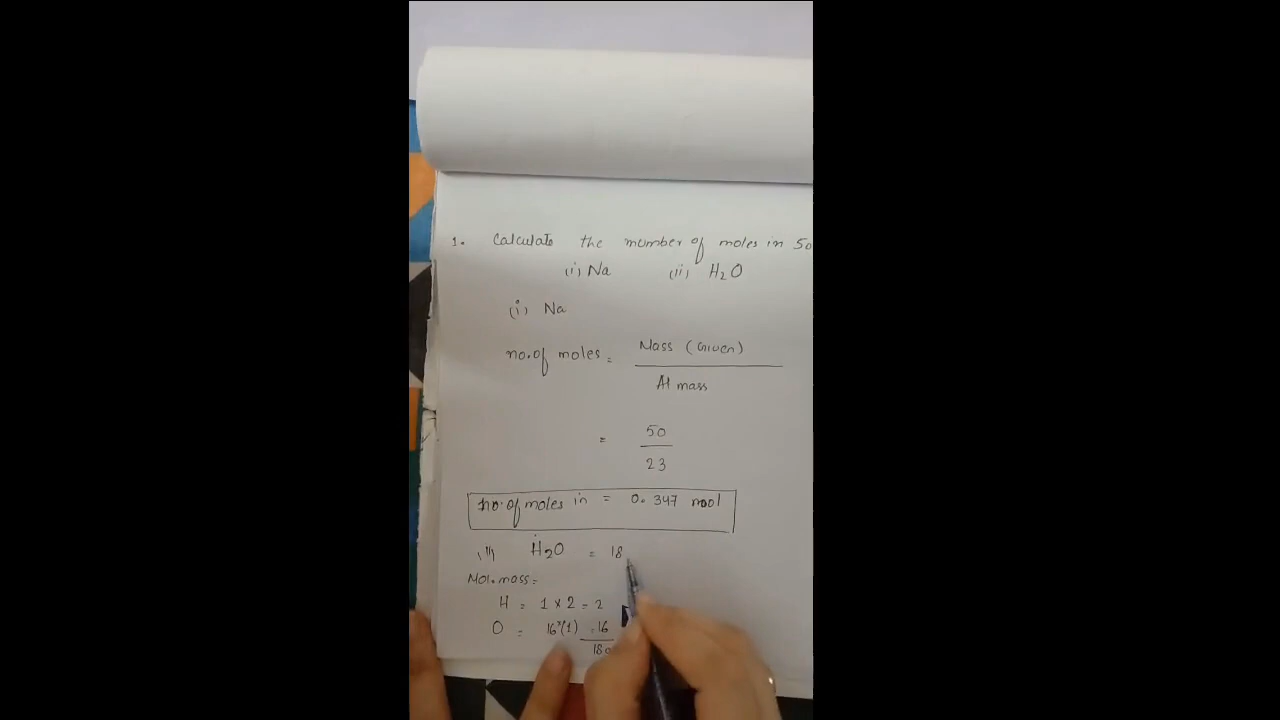 1. Calculate the number of moles in 50
(i) Na (ii) H₂O
(i) Na
no. of moles = Mass (Given)
At mass
= 50
23
no. of moles in = 0.347 mol
(ii) H₂O = 18
Mol. mass =
H = 1 × 2 = 2
O = 16 (1) = 16
18